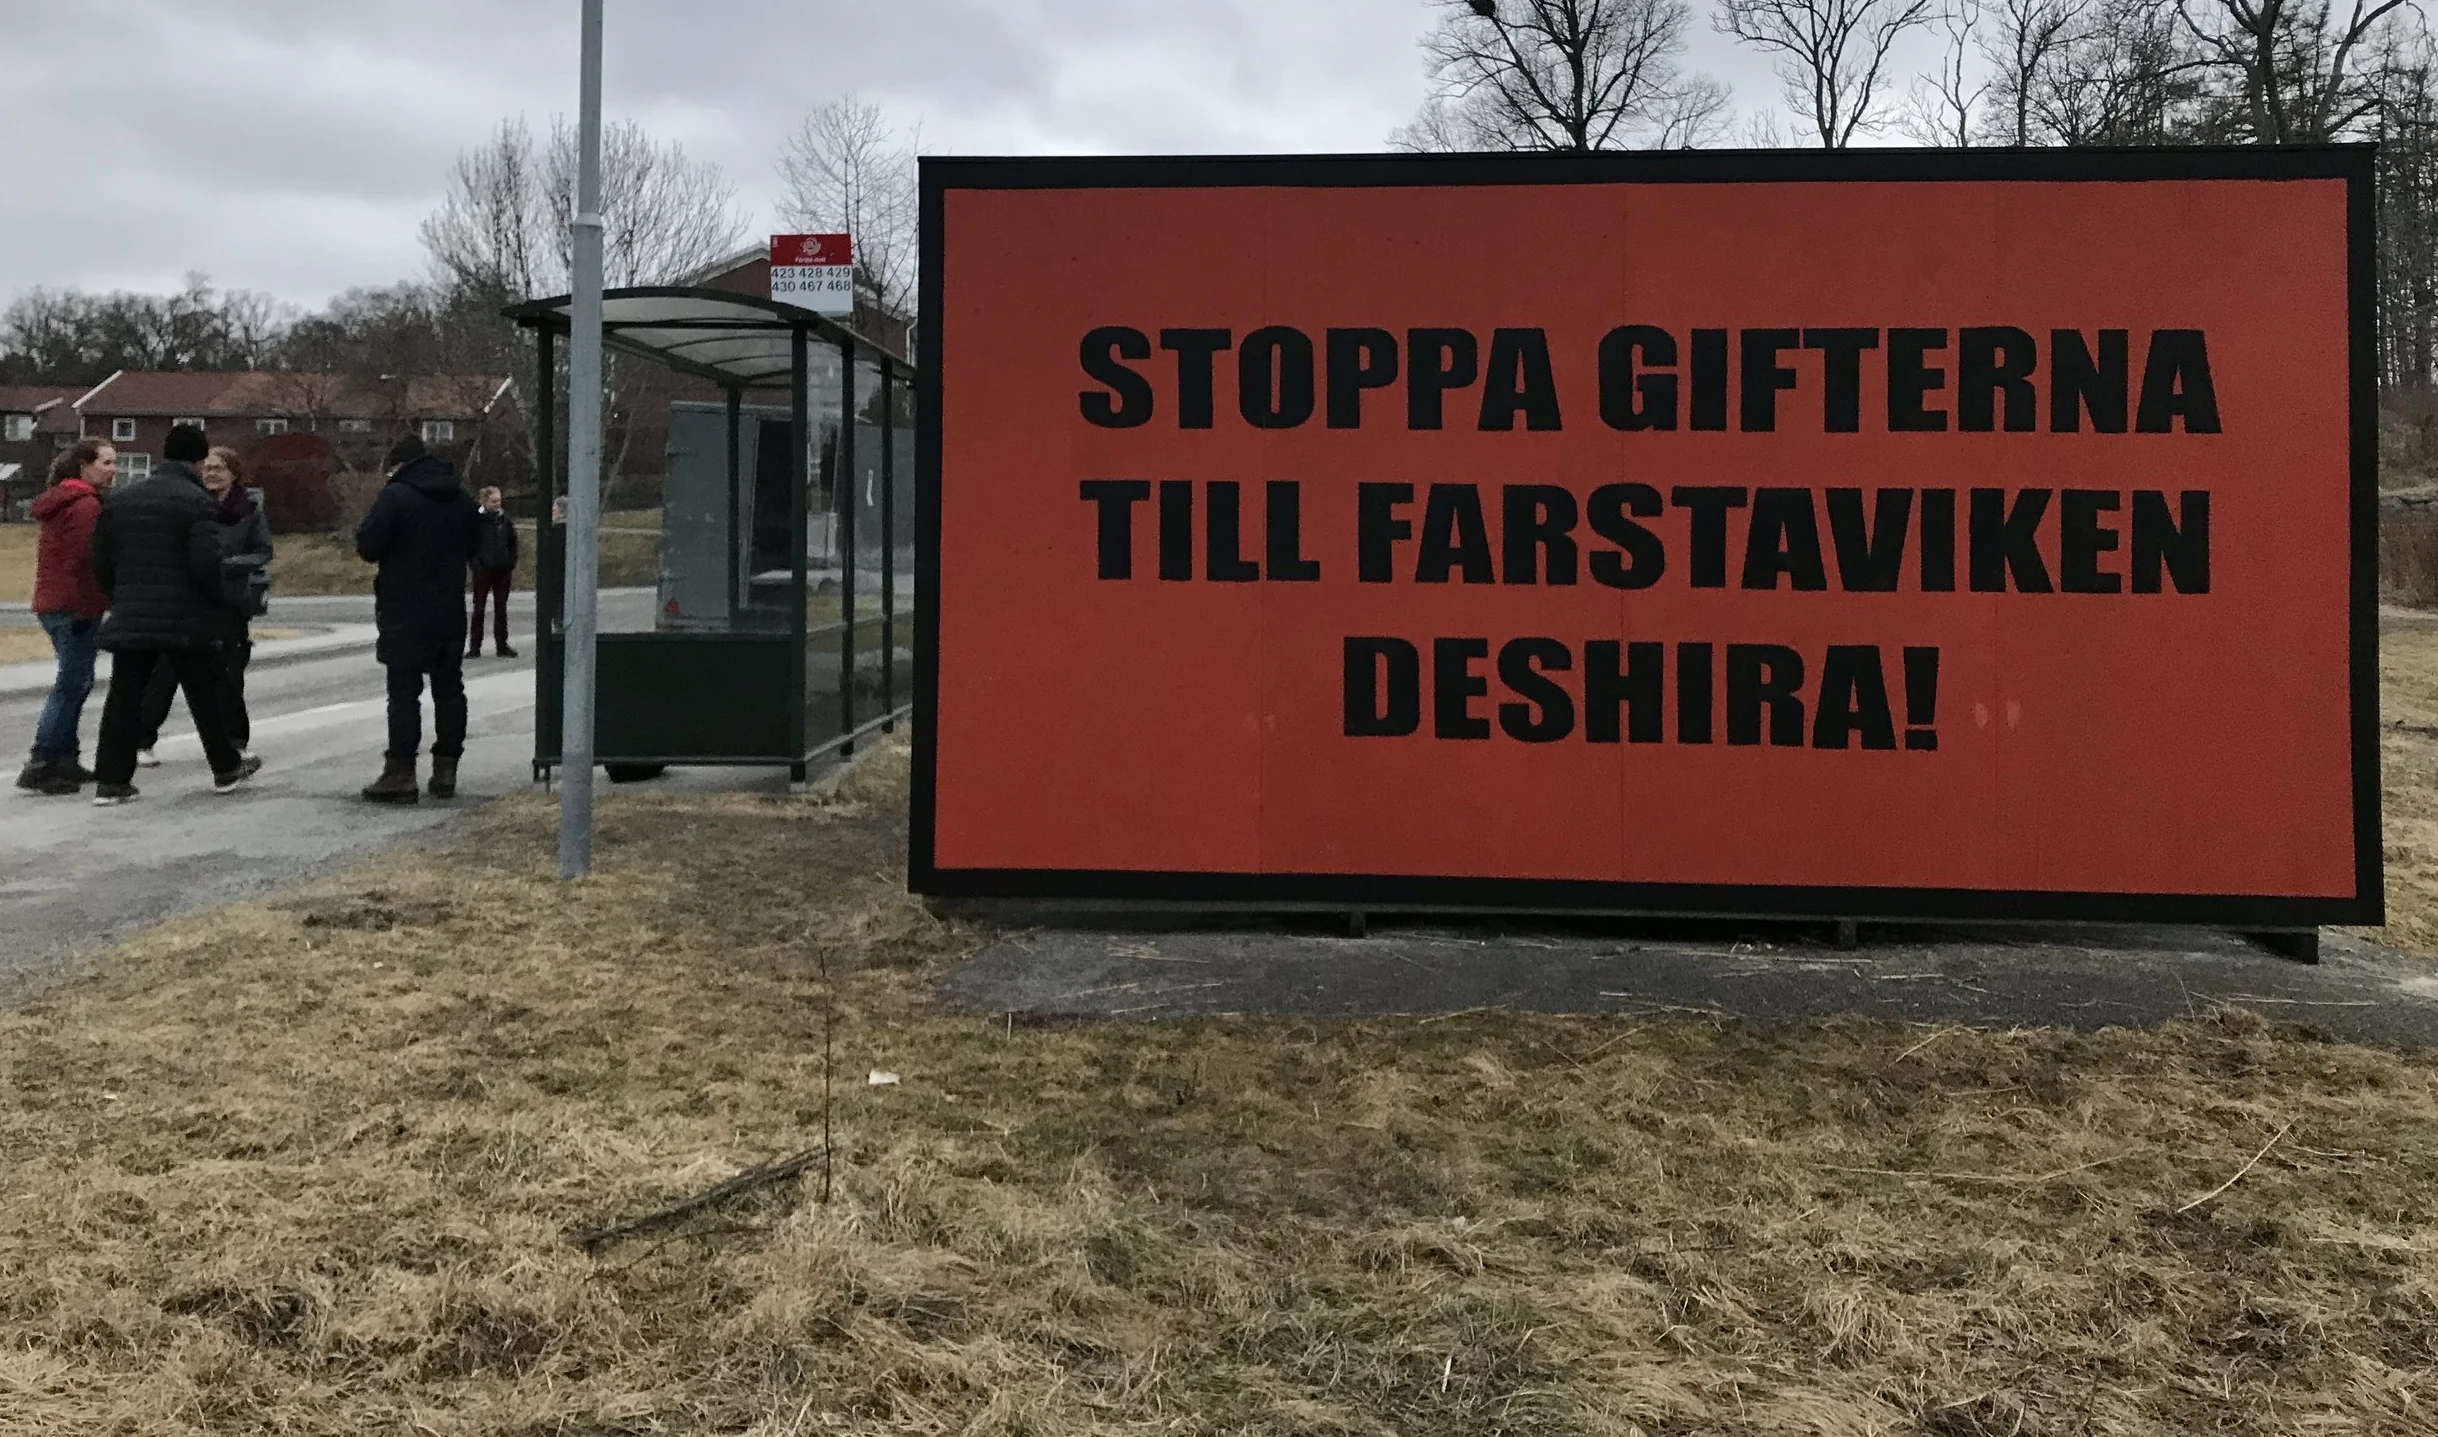 423 428 429
430 467 468
STOPPA GIFTERNA
TILL FARSTAVIKEN
DESHIRA!